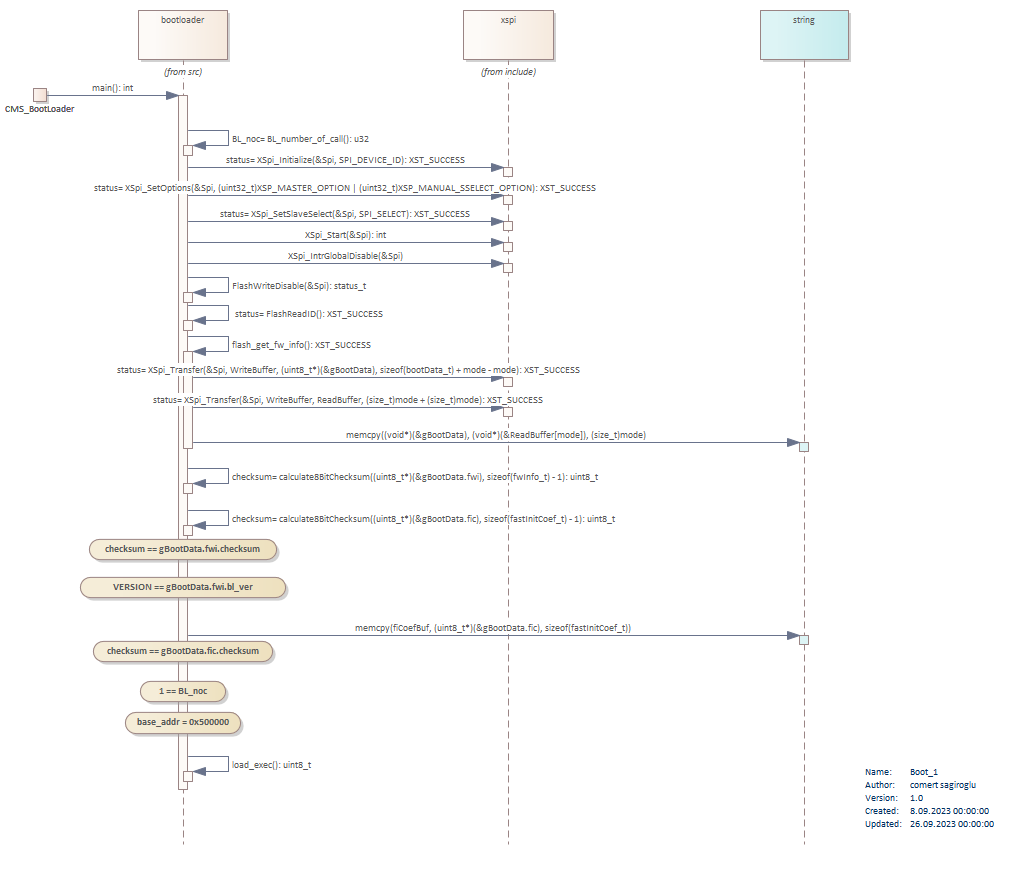 bootloader
xspi
string
(from src)
(from include)
main(): int
CMS_BootLoader
BL_noc= BL_number_of_call(): u32
status= XSpi_Initialize(&Spi, SPI_DEVICE_ID): XST_SUCCESS
status= XSpi_SetOptions(&Spi, (uint32_t)XSP_MASTER_OPTION | (uint32_t)XSP_MANUAL_SSELECT_OPTION): XST_SUCCESS
status= XSpi_SetSlaveSelect(&Spi, SPI_SELECT): XST_SUCCESS
XSpi_Start(&Spi): int
XSpi_IntrGlobalDisable(&Spi)
FlashWriteDisable(&Spi): status_t
status= FlashReadID(): XST_SUCCESS
flash_get_fw_info(): XST_SUCCESS
status= XSpi_Transfer(&Spi, WriteBuffer, (uint8_t*)(&gBootData), sizeof(bootData_t) + mode - mode): XST_SUCCESS
status= XSpi_Transfer(&Spi, WriteBuffer, ReadBuffer, (size_t)mode + (size_t)mode): XST_SUCCESS
memcpy((void*)(&gBootData), (void*)(&ReadBuffer[mode]), (size_t)mode)
checksum= calculate8BitChecksum((uint8_t*)(&gBootData.fwi), sizeof(fwInfo_t) - 1): uint8_t
checksum= calculate8BitChecksum((uint8_t*)(&gBootData.fic), sizeof(fastInitCoef_t) - 1): uint8_t
checksum == gBootData.fwi.checksum
VERSION == gBootData.fwi.bl_ver
memcpy(fiCoefBuf, (uint8_t*)(&gBootData.fic), sizeof(fastInitCoef_t))
checksum == gBootData.fic.checksum
1 == BL_noc
base_addr = 0x500000
load_exec(): uint8_t
Name: Boot_1
Author: comert sagiroglu
Version: 1.0
Created: 8.09.2023 00:00:00
Updated: 26.09.2023 00:00:00